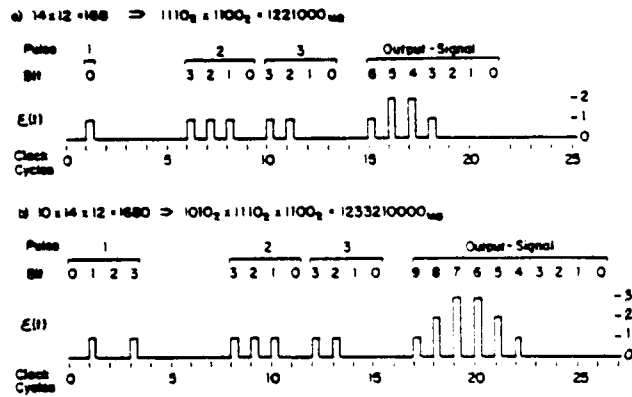 a) 14 x 12 = 168 ⇒ 1110₂ x 1100₂ = 1221000
Pulse 1 2 3 Output - Signal
Bit 0 3 2 1 0 3 2 1 0 6 5 4 3 2 1 0
ε(t) 2 1 0
0 5 10 15 20 25
Clock Cycles
b) 10 x 14 x 12 = 1680 ⇒ 1010₂ x 1110₂ x 1100₂ = 1233210000
Pulse 1 2 3 Output - Signal
Bit 0 1 2 3 3 2 1 0 3 2 1 0 9 8 7 6 5 4 3 2 1 0
ε(t) 3 2 1 0
0 5 10 15 20 25
Clock Cycles